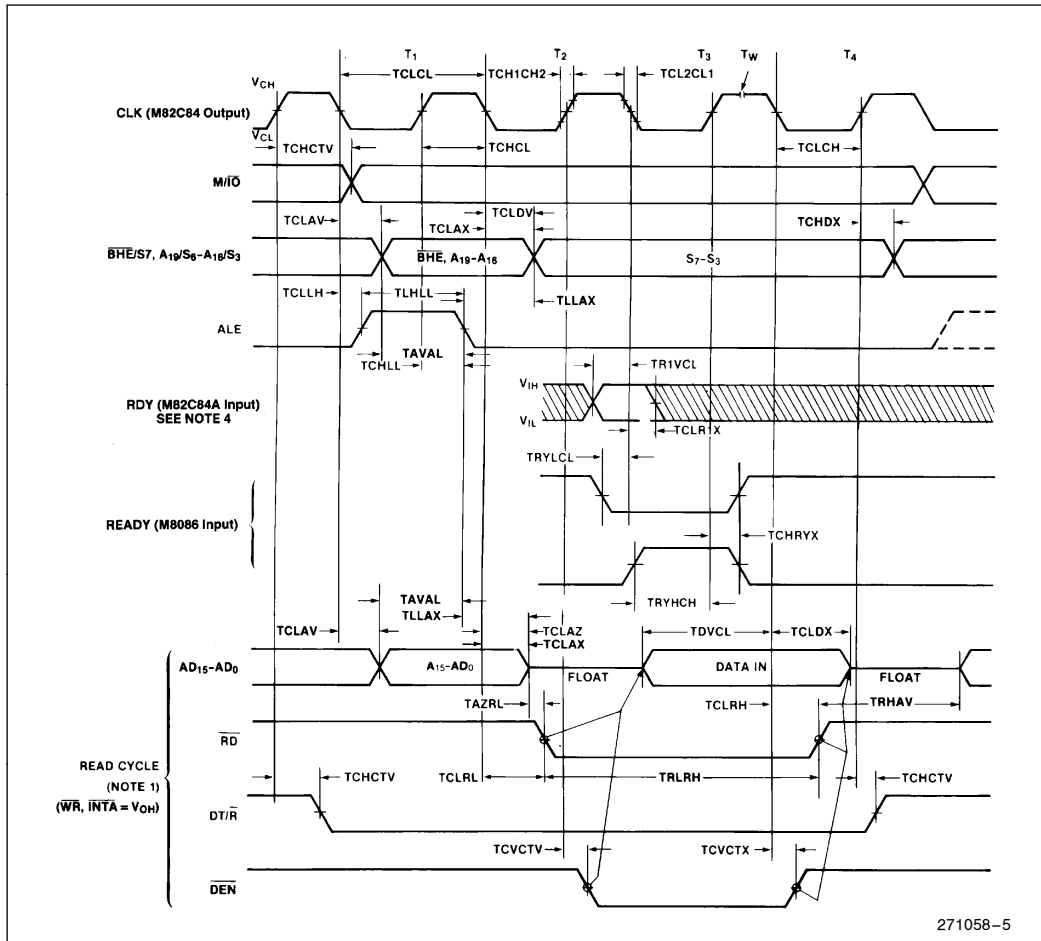 T1 T2 T3 TW T4
TCLCL TCH1CH2 TCL2CL1
VCH
CLK (M82C84 Output)
VCL
TCHCTV TCHCL TCLCH
M/IO
TCLDV
TCLAV TCLAX TCHDX
BHE/S7, A19/S6–A16/S3 BHE, A19–A16 S7–S3
TCLLH TLHLL TLLAX
ALE
TAVAL
TCHLL TR1VCL
VIH
RDY (M82C84A Input)
SEE NOTE 4
VIL
TCLR1X
TRYLCL
READY (M8086 Input)
TCHRYX
TRYHCH
TAVAL
TLLAX
TCLAV TCLAZ TDVCL TCLDX
TCLAX
AD15–AD0 A15–AD0 FLOAT DATA IN FLOAT
TAZRL TCLRH TRHAV
RD
READ CYCLE
(NOTE 1)
(WR, INTA = VOH)
TCHCTV TCLRL TRLRH TCHCTV
DT/R
TCVCTV TCVCTX
DEN
271058–5